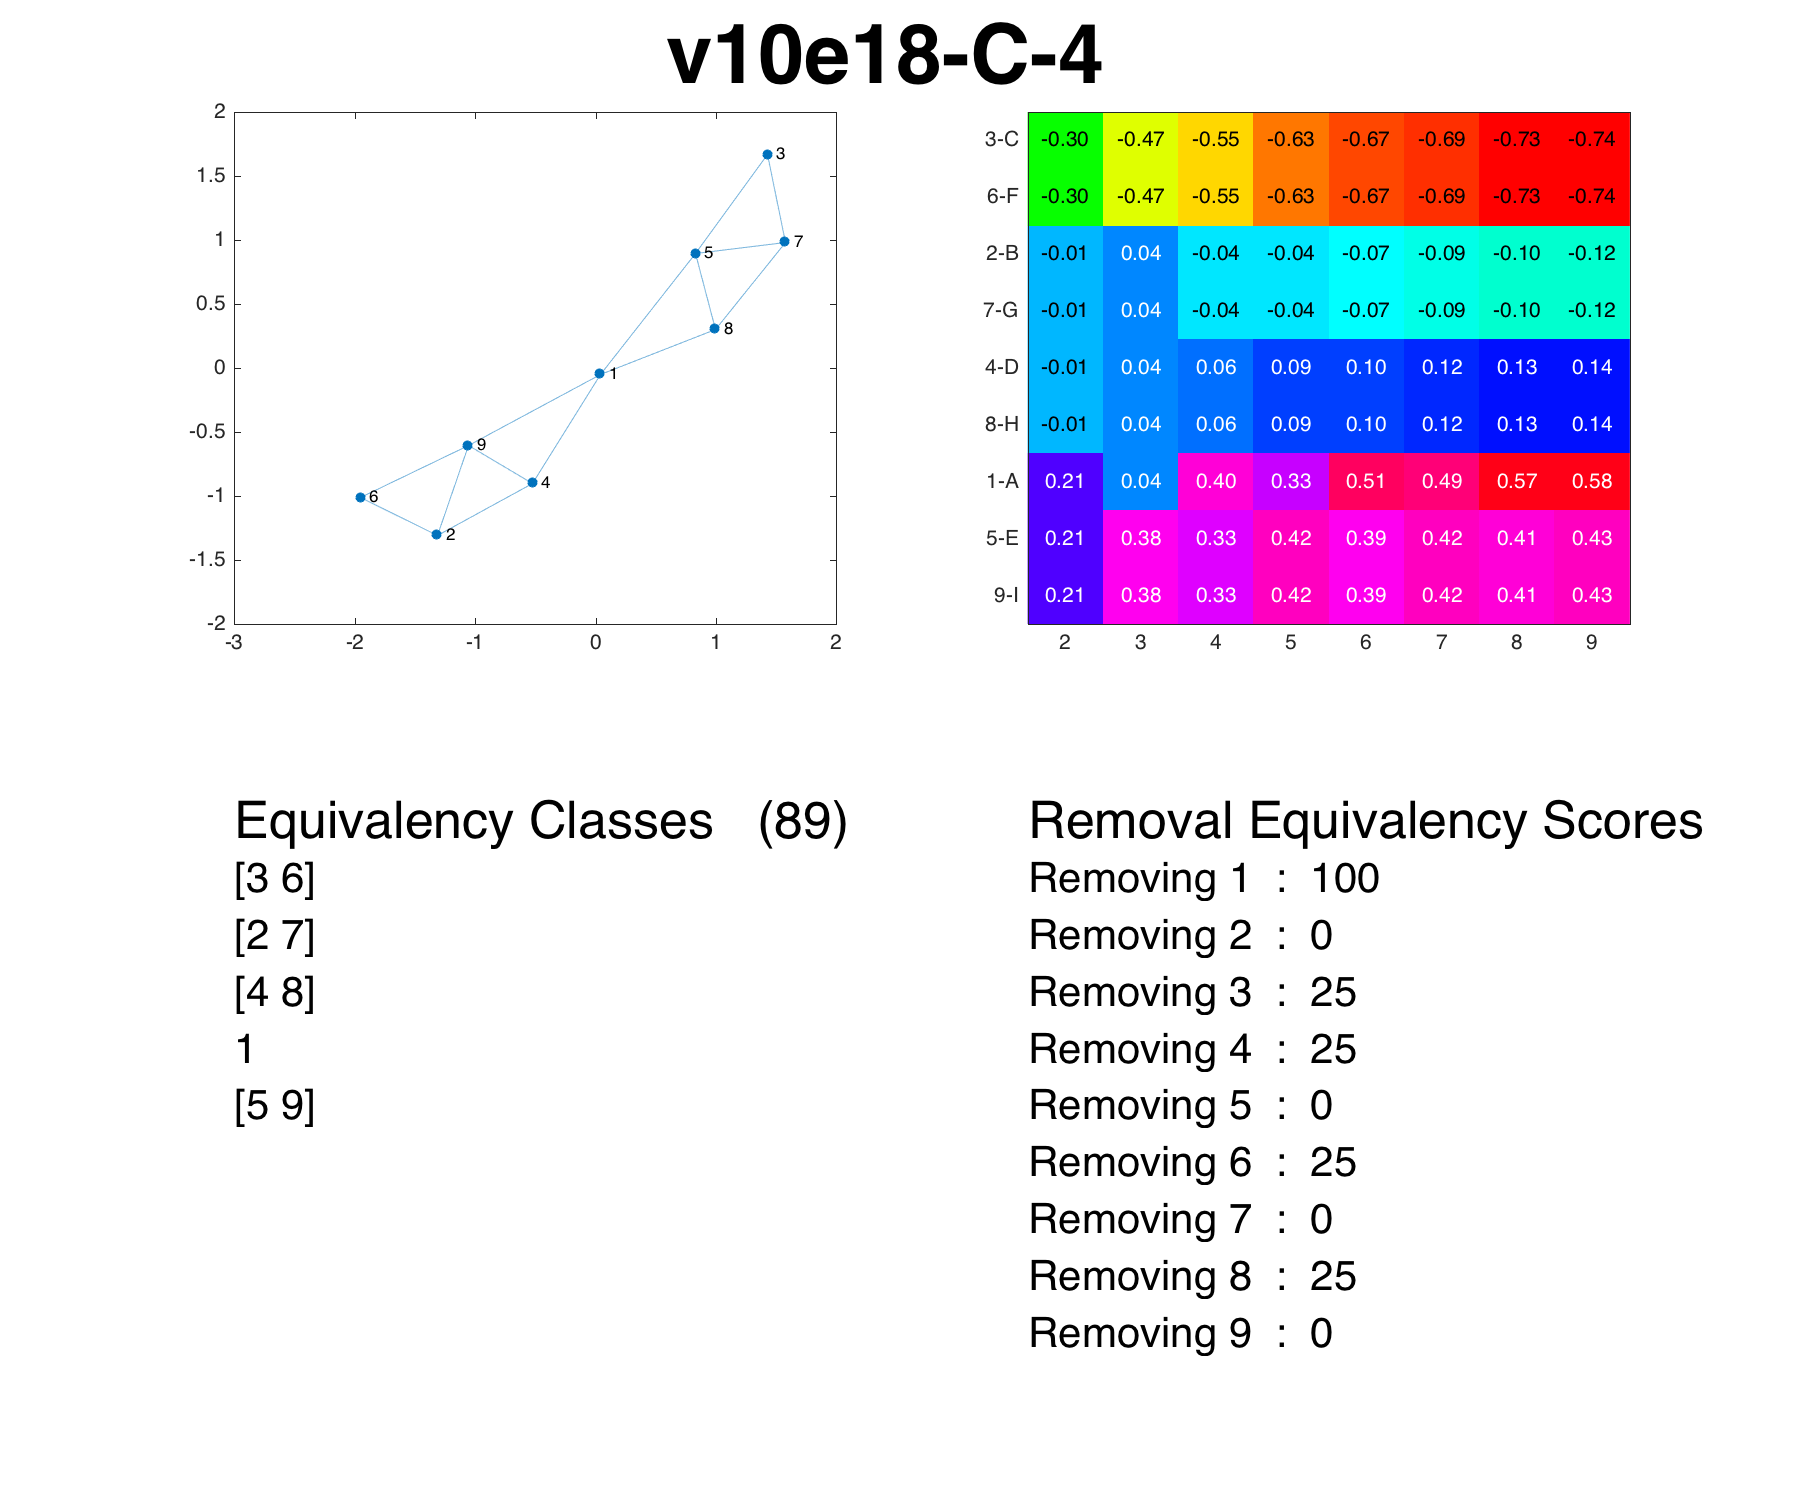 v10e18-C-4
2
1.5
1
0.5
0
-0.5
-1
-1.5
-2
-3 -2 -1 0 1 2
3
7
5
8
1
9
4
6
2
3-C -0.30 -0.47 -0.55 -0.63 -0.67 -0.69 -0.73 -0.74
6-F -0.30 -0.47 -0.55 -0.63 -0.67 -0.69 -0.73 -0.74
2-B -0.01 0.04 -0.04 -0.04 -0.07 -0.09 -0.10 -0.12
7-G -0.01 0.04 -0.04 -0.04 -0.07 -0.09 -0.10 -0.12
4-D -0.01 0.04 0.06 0.09 0.10 0.12 0.13 0.14
8-H -0.01 0.04 0.06 0.09 0.10 0.12 0.13 0.14
1-A 0.21 0.04 0.40 0.33 0.51 0.49 0.57 0.58
5-E 0.21 0.38 0.33 0.42 0.39 0.42 0.41 0.43
9-I 0.21 0.38 0.33 0.42 0.39 0.42 0.41 0.43
2 3 4 5 6 7 8 9
Equivalency Classes (89)
[3 6]
[2 7]
[4 8]
1
[5 9]
Removal Equivalency Scores
Removing 1 : 100
Removing 2 : 0
Removing 3 : 25
Removing 4 : 25
Removing 5 : 0
Removing 6 : 25
Removing 7 : 0
Removing 8 : 25
Removing 9 : 0